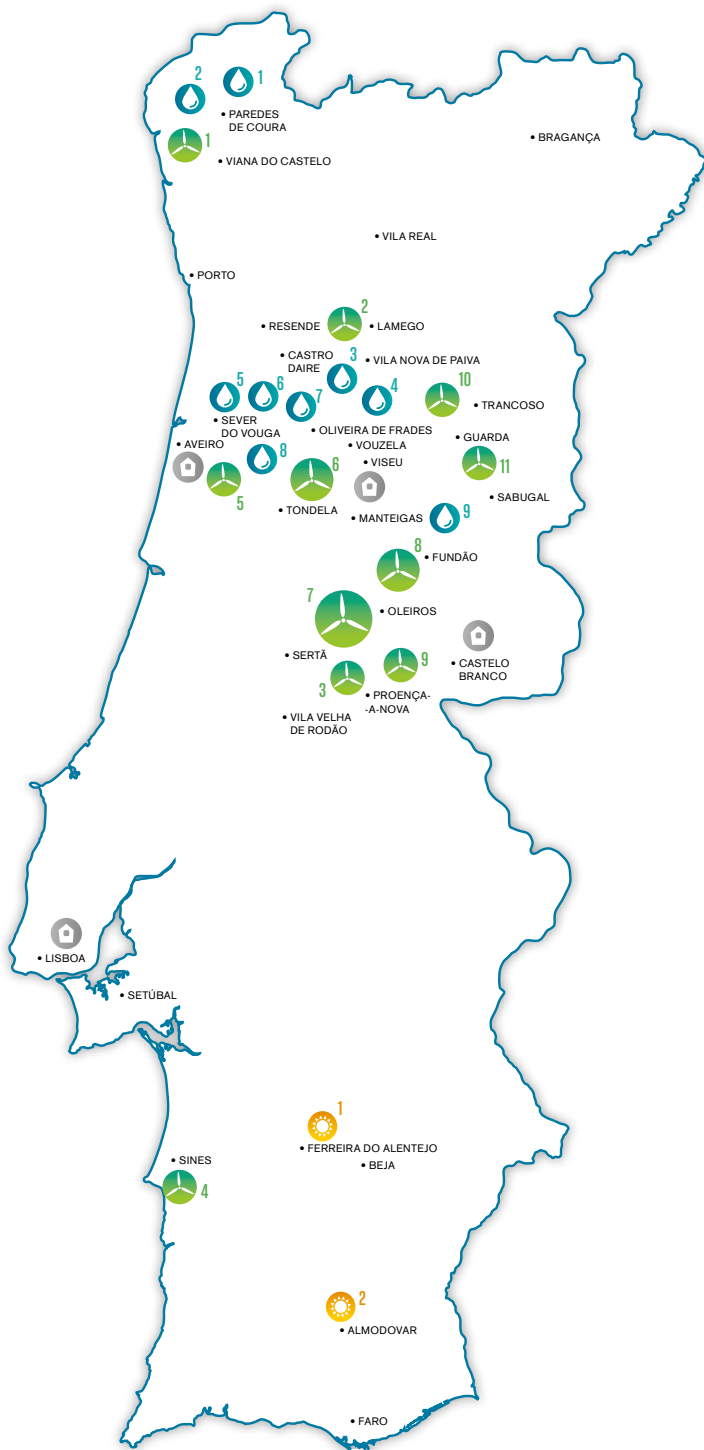 2
1
• PAREDES
DE COURA
1
• VIANA DO CASTELO
• BRAGANÇA
• VILA REAL
• PORTO
2
• RESENDE
• LAMEGO
• CASTRO
DAIRE
3
• VILA NOVA DE PAIVA
5
6
7
4
10
• TRANCOSO
• SEVER
DO VOUGA
• OLIVEIRA DE FRADES
• AVEIRO
8
• VOUZELA
• GUARDA
• VISEU
5
6
11
• TONDELA
• SABUGAL
• MANTEIGAS
9
8
• FUNDÃO
7
• OLEIROS
• SERTÃ
9
• CASTELO
BRANCO
3
• PROENÇA-
-A-NOVA
• VILA VELHA
DE RODÃO
• LISBOA
• SETÚBAL
1
• FERREIRA DO ALENTEJO
• BEJA
• SINES
4
2
• ALMODOVAR
• FARO